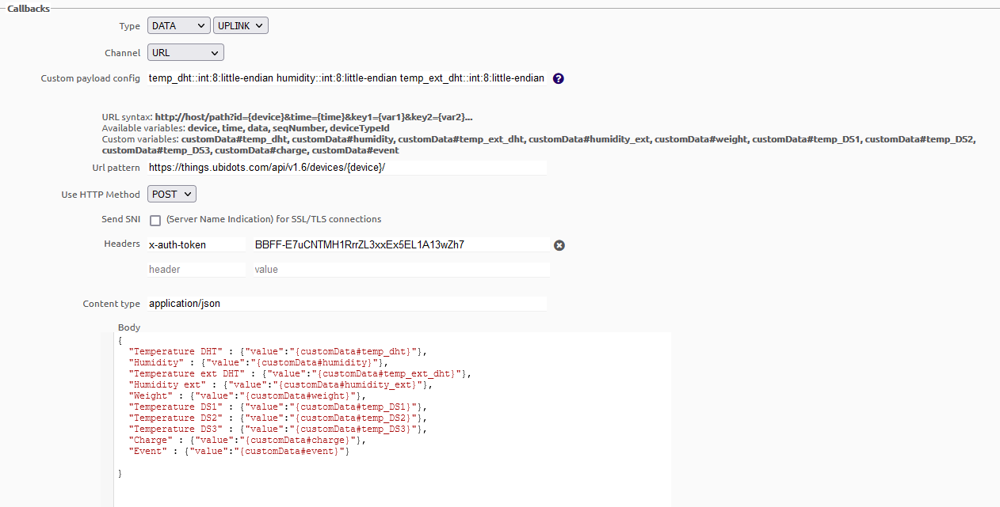 Callbacks
Type DATA UPLINK
Channel URL
Custom payload config temp_dht::int:8:little-endian humidity::int:8:little-endian temp_ext_dht::int:8:little-endian ?
URL syntax: http://host/path?id={device}&time={time}&key1={var1}&key2={var2}...
Available variables: device, time, data, seqNumber, deviceTypeId
Custom variables: customData#temp_dht, customData#humidity, customData#temp_ext_dht, customData#humidity_ext, customData#weight, customData#temp_DS1, customData#temp_DS2,
customData#temp_DS3, customData#charge, customData#event
Url pattern https://things.ubidots.com/api/v1.6/devices/{device}/
Use HTTP Method POST
Send SNI (Server Name Indication) for SSL/TLS connections
Headers x-auth-token BBFF-E7uCNTMH1RrrZL3xxEx5EL1A13wZh7
header value
Content type application/json
Body
{
"Temperature DHT" : {"value":"{customData#temp_dht}"},
"Humidity" : {"value":"{customData#humidity}"},
"Temperature ext DHT" : {"value":"{customData#temp_ext_dht}"},
"Humidity ext" : {"value":"{customData#humidity_ext}"},
"Weight" : {"value":"{customData#weight}"},
"Temperature DS1" : {"value":"{customData#temp_DS1}"},
"Temperature DS2" : {"value":"{customData#temp_DS2}"},
"Temperature DS3" : {"value":"{customData#temp_DS3}"},
"Charge" : {"value":"{customData#charge}"},
"Event" : {"value":"{customData#event}"}
}